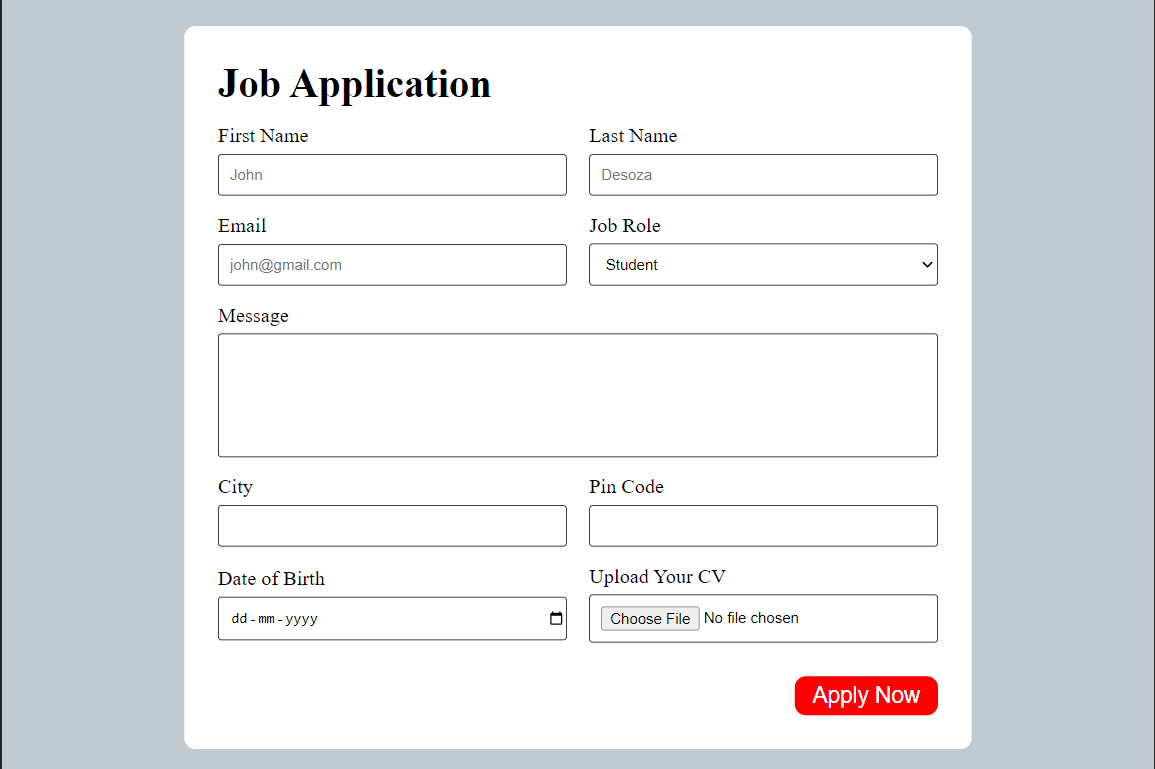 Job Application
First Name Last Name
John Desoza
Email Job Role
john@gmail.com Student
Message
City Pin Code
Date of Birth Upload Your CV
dd-mm-yyyy Choose File No file chosen
Apply Now